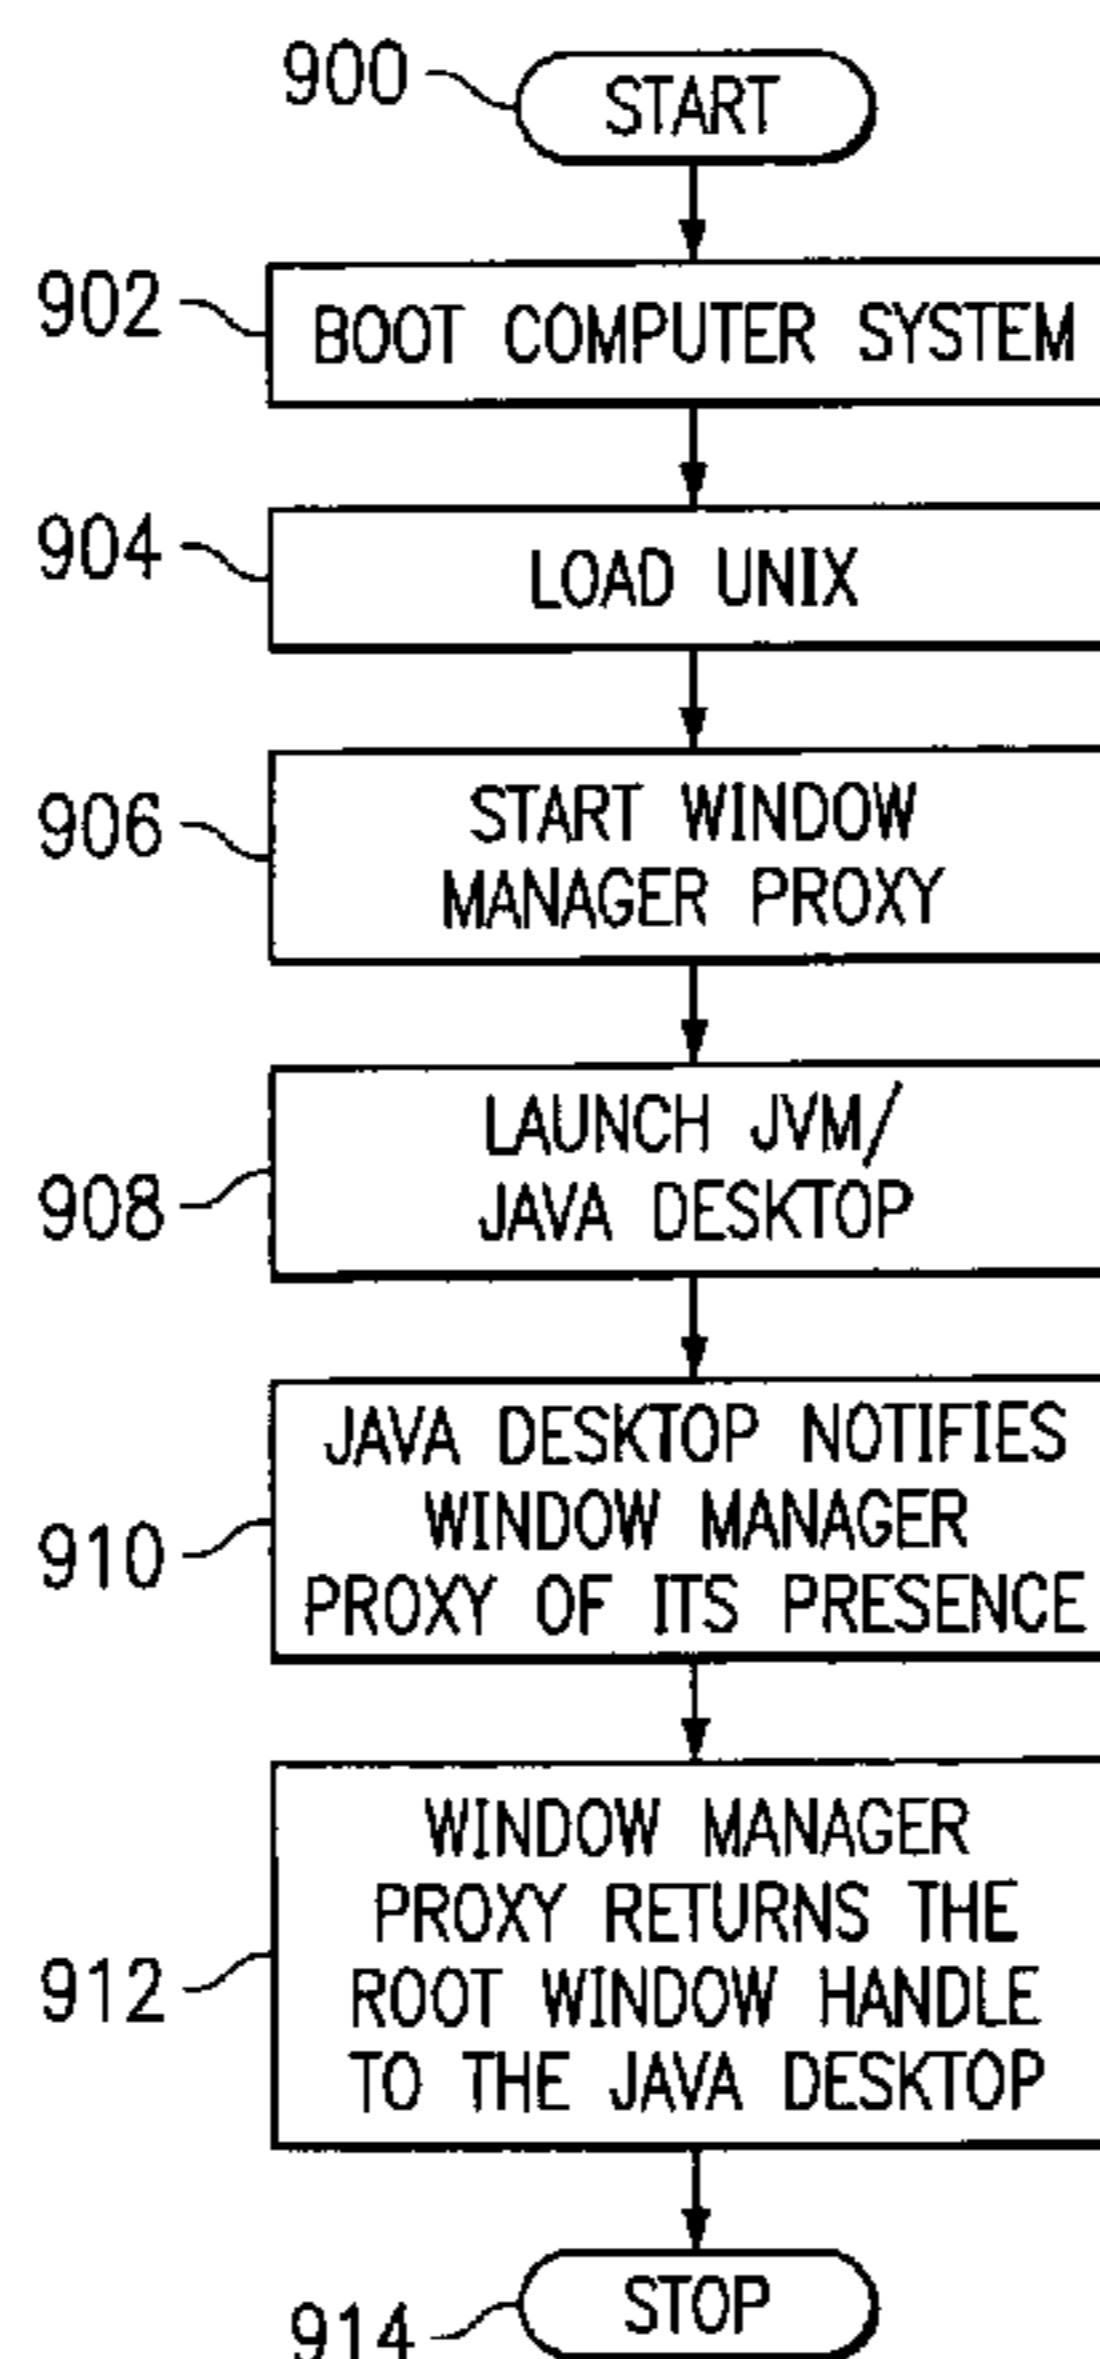 900
START
902
BOOT COMPUTER SYSTEM
904
LOAD UNIX
906
START WINDOW
MANAGER PROXY
908
LAUNCH JVM/
JAVA DESKTOP
910
JAVA DESKTOP NOTIFIES
WINDOW MANAGER
PROXY OF ITS PRESENCE
912
WINDOW MANAGER
PROXY RETURNS THE
ROOT WINDOW HANDLE
TO THE JAVA DESKTOP
914
STOP